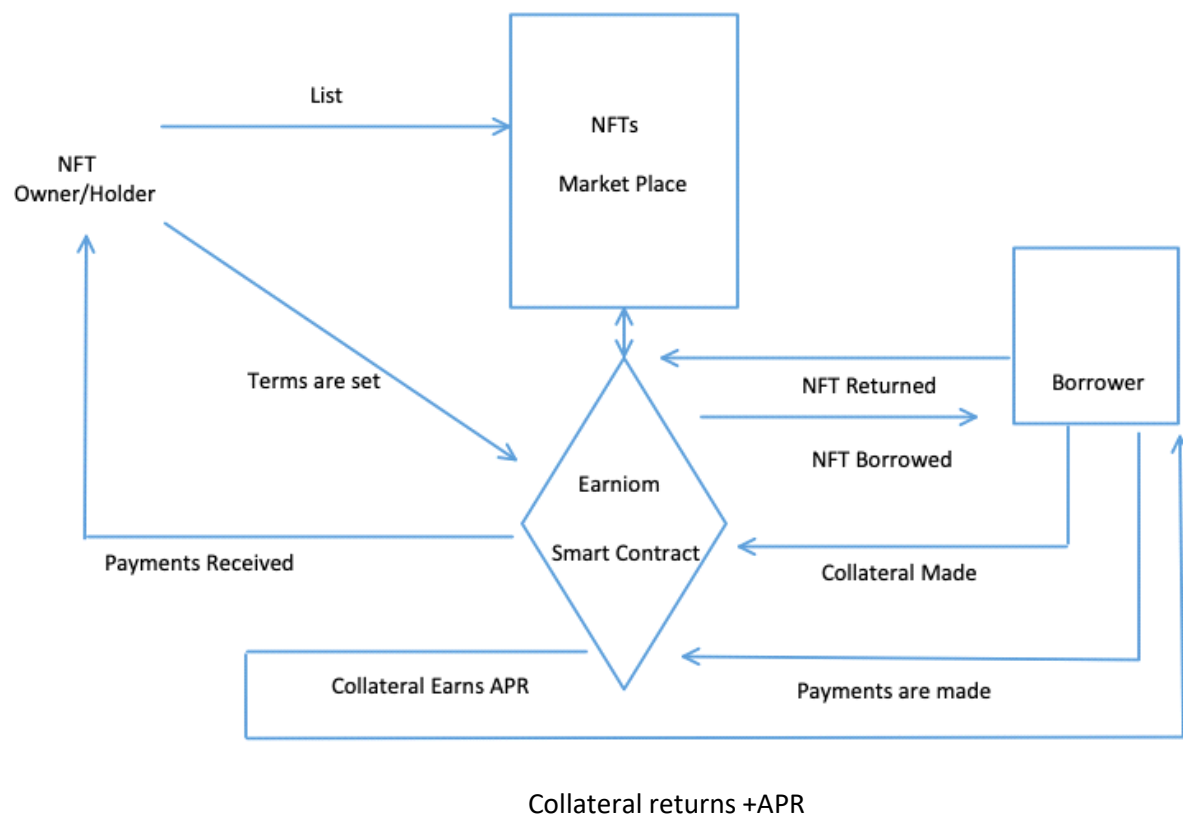 List
NFTs
Market Place
NFT
Owner/Holder
Terms are set
NFT Returned
Borrower
NFT Borrowed
Earniom
Smart Contract
Payments Received
Collateral Made
Collateral Earns APR
Payments are made
Collateral returns +APR